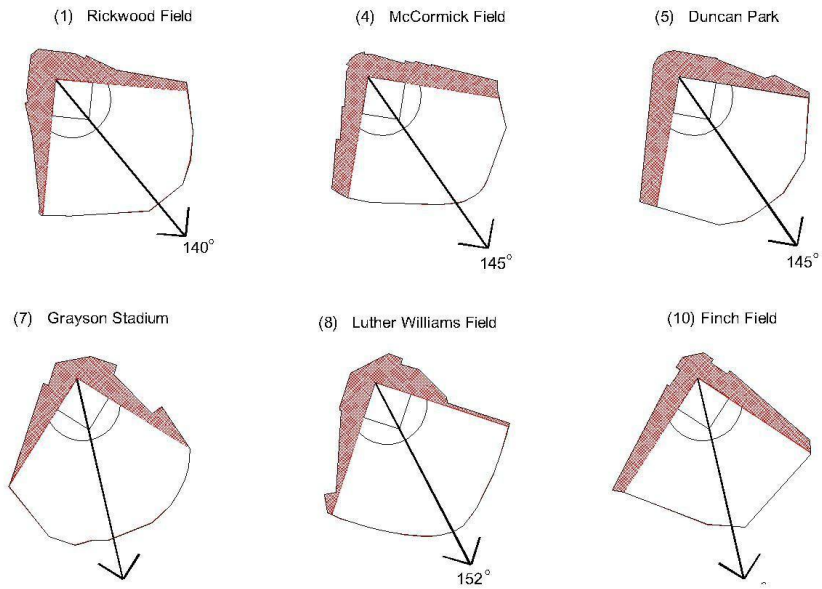 (1) Rickwood Field
(4) McCormick Field
(5) Duncan Park
140°
145°
145°
(7) Grayson Stadium
(8) Luther Williams Field
(10) Finch Field
152°